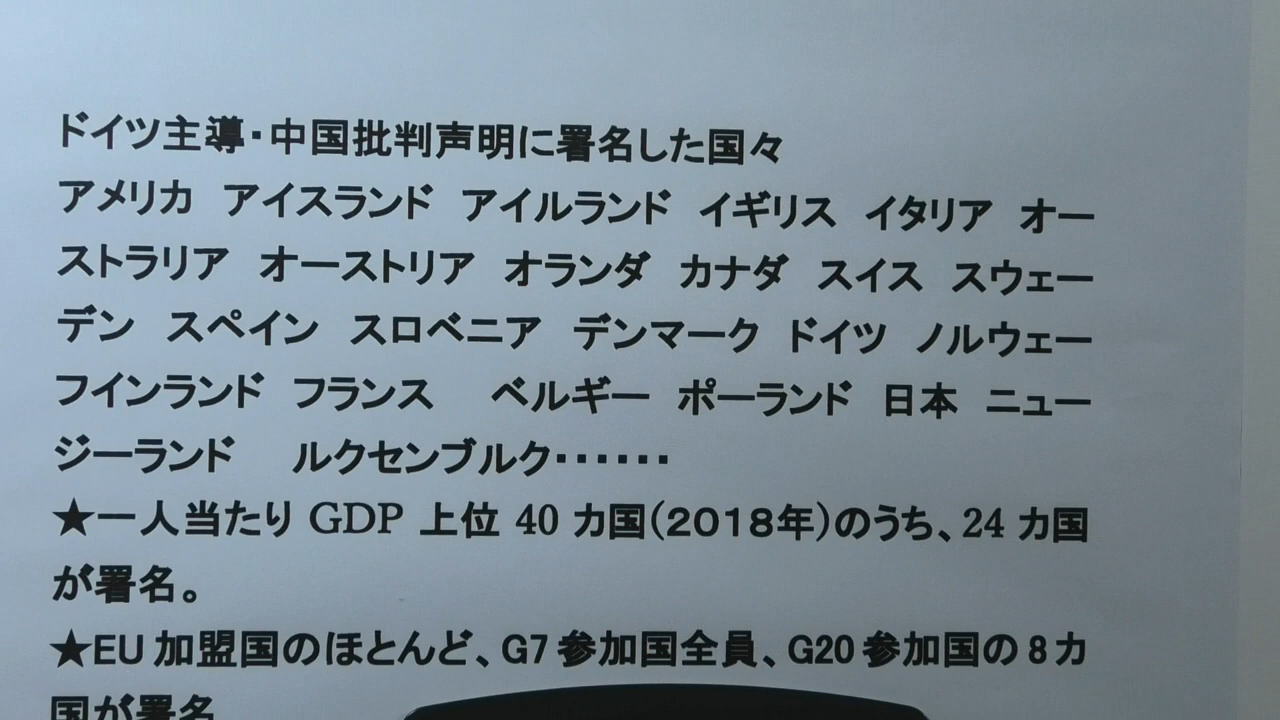 ドイツ主導・中国批判声明に署名した国々
アメリカ　アイスランド　アイルランド　イギリス　イタリア　オー
ストラリア　オーストリア　オランダ　カナダ　スイス　スウェー
デン　スペイン　スロベニア　デンマーク　ドイツ　ノルウェー
フインランド　フランス　ベルギー　ポーランド　日本　ニュー
ジーランド　ルクセンブルク・・・・・・
★一人当たり GDP 上位 40 カ国(２０１８年)のうち、24 カ国
が署名。
★EU 加盟国のほとんど、G7 参加国全員、G20 参加国の 8 カ
国が署名